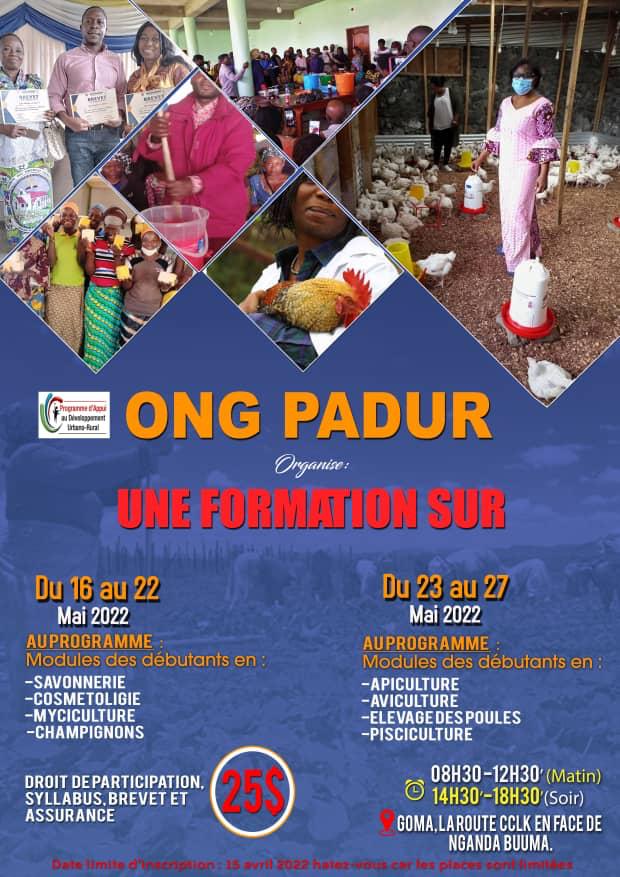 BREVET
BREVET
Programme d'Appui
au Développement
Urbano-Rural
ONG PADUR
Organise:
UNE FORMATION SUR
Du 16 au 22
Mai 2022
AU PROGRAMME :
Modules des débutants en :
-SAVONNERIE
-COSMETOLIGIE
-MYCICULTURE
-CHAMPIGNONS
Du 23 au 27
Mai 2022
AU PROGRAMME :
Modules des débutants en :
-APICULTURE
-AVICULTURE
-ELEVAGE DES POULES
-PISCICULTURE
DROIT DE PARTICIPATION,
SYLLABUS, BREVET ET
ASSURANCE
25$
08H30 -12H30' (Matin)
14H30'-18H30' (Soir)
GOMA, LA ROUTE CCLK EN FACE DE
NGANDA BUUMA.
Date limite d'inscription : 15 avril 2022 hatez-vous car les places sont limitées